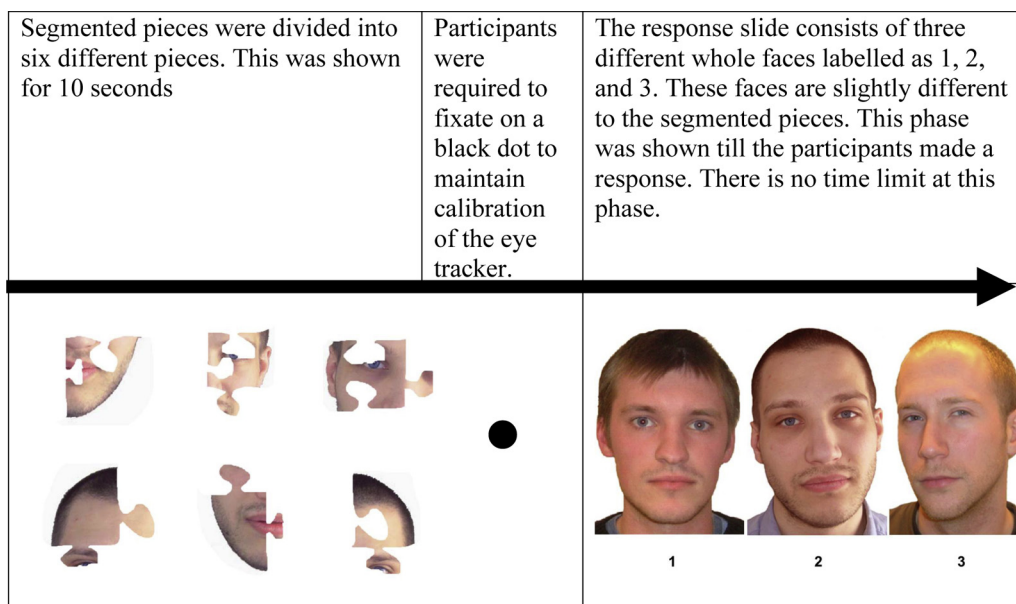 Segmented pieces were divided into
six different pieces. This was shown
for 10 seconds
Participants
were
required to
fixate on a
black dot to
maintain
calibration
of the eye
tracker.
The response slide consists of three
different whole faces labelled as 1, 2,
and 3. These faces are slightly different
to the segmented pieces. This phase
was shown till the participants made a
response. There is no time limit at this
phase.
1
2
3